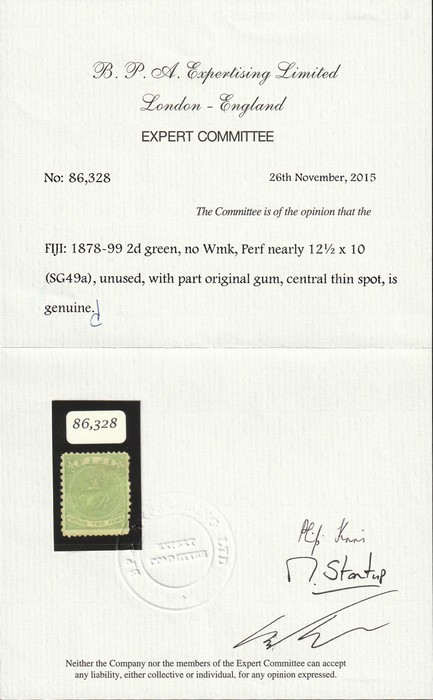 B. P. A. Expertising Limited
London - England
EXPERT COMMITTEE
No: 86,328
26th November, 2015
The Committee is of the opinion that the
FIJI: 1878-99 2d green, no Wmk, Perf nearly 12½ x 10
(SG49a), unused, with part original gum, central thin spot, is
genuine.
86,328
EXPERT
COMMITTEE
R. Startup
Neither the Company nor the members of the Expert Committee can accept
any liability, either collective or individual, for any opinion expressed.